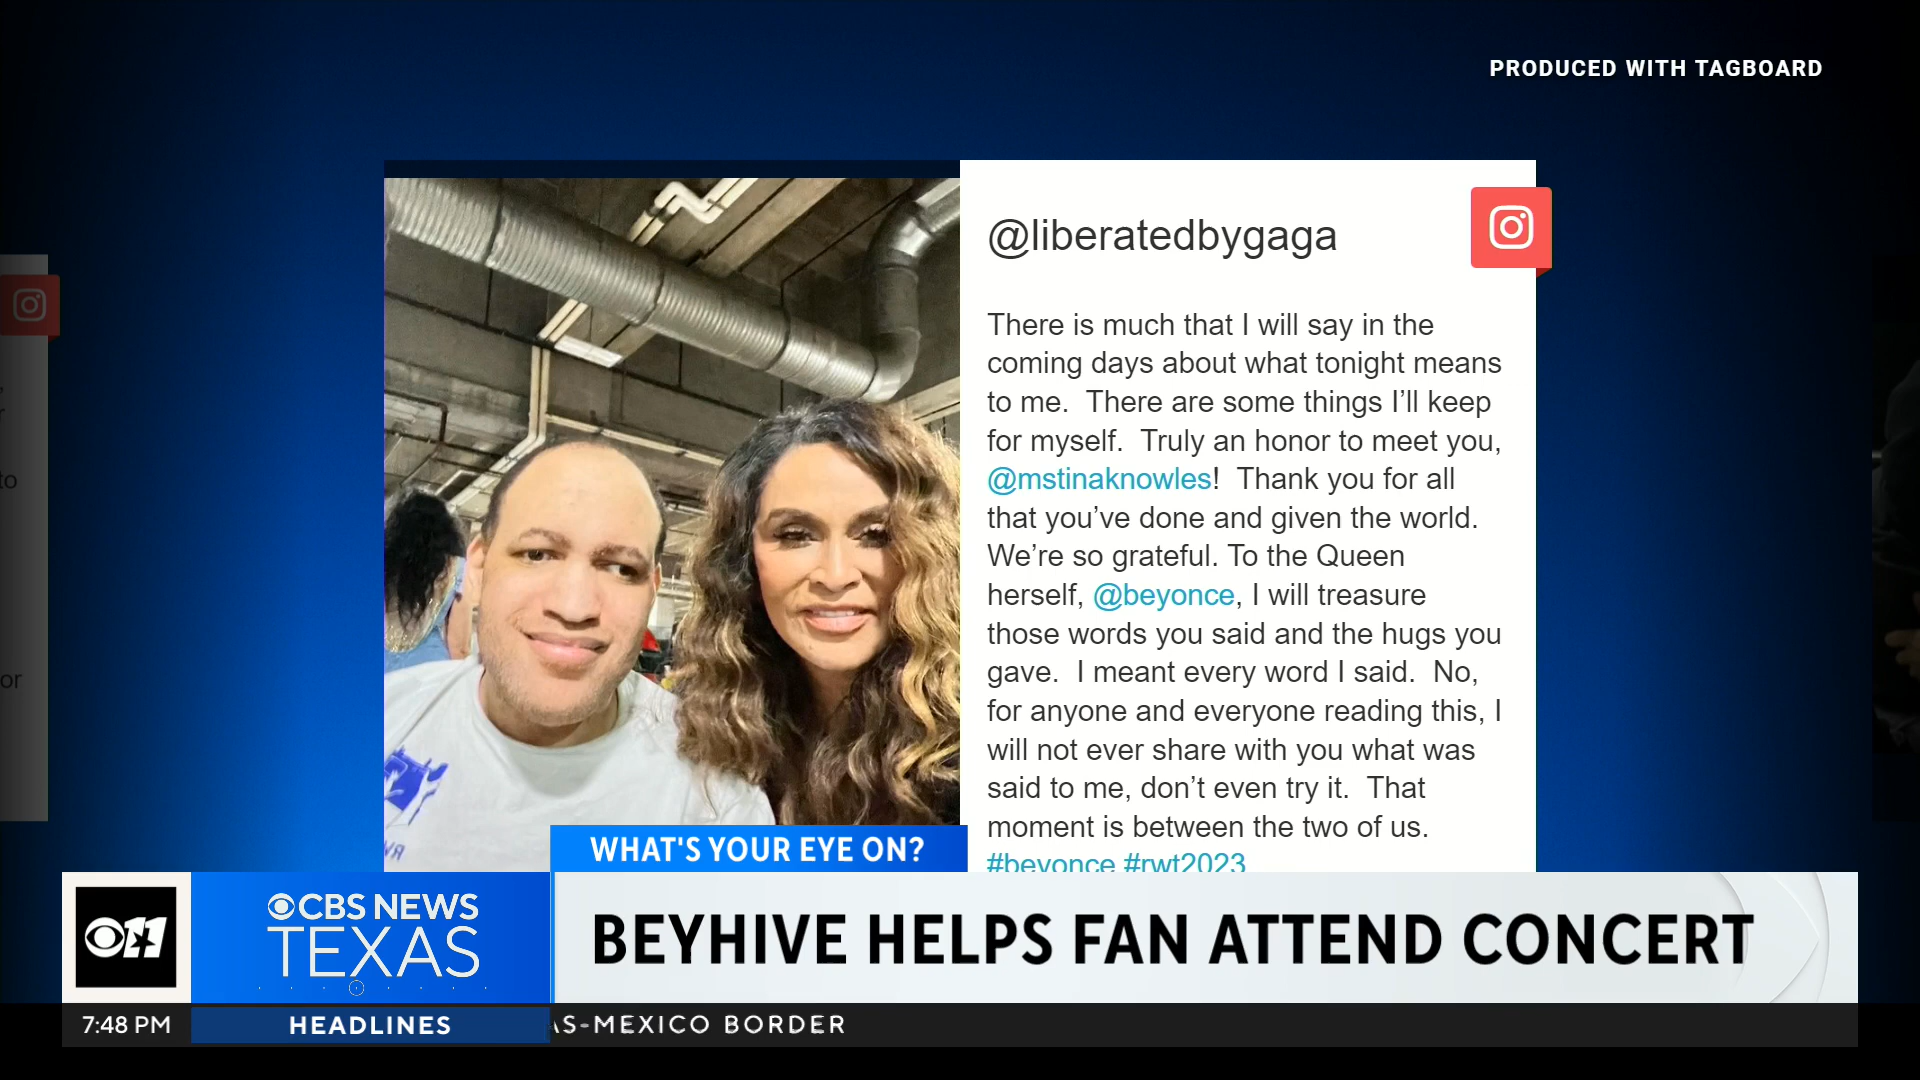 PRODUCED WITH TAGBOARD
@liberatedbygaga
There is much that I will say in the
coming days about what tonight means
to me.  There are some things I'll keep
for myself.  Truly an honor to meet you,
@mstinaknowles!  Thank you for all
that you've done and given the world.
We're so grateful. To the Queen
herself, @beyonce, I will treasure
those words you said and the hugs you
gave.  I meant every word I said.  No,
for anyone and everyone reading this, I
will not ever share with you what was
said to me, don't even try it.  That
moment is between the two of us.
#beyonce #rwt2023
to
or
WHAT'S YOUR EYE ON?
11
CBS NEWS
TEXAS
BEYHIVE HELPS FAN ATTEND CONCERT
7:48 PM
HEADLINES
AS-MEXICO BORDER